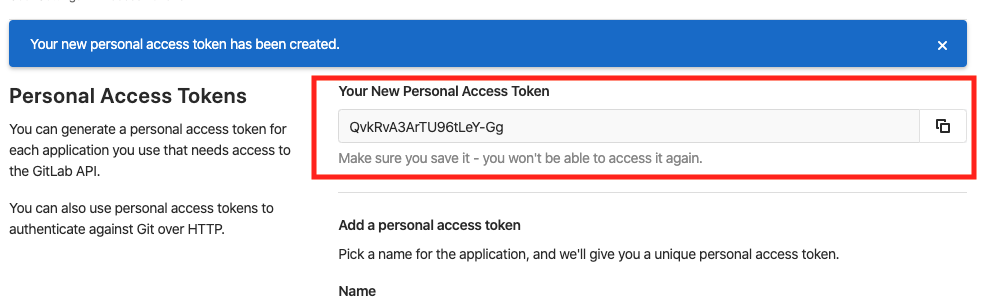 Your new personal access token has been created.
Personal Access Tokens
You can generate a personal access token for
each application you use that needs access to
the GitLab API.
You can also use personal access tokens to
authenticate against Git over HTTP.
Your New Personal Access Token
QvkRvA3ArTU96tLeY-Gg
Make sure you save it - you won't be able to access it again.
Add a personal access token
Pick a name for the application, and we'll give you a unique personal access token.
Name